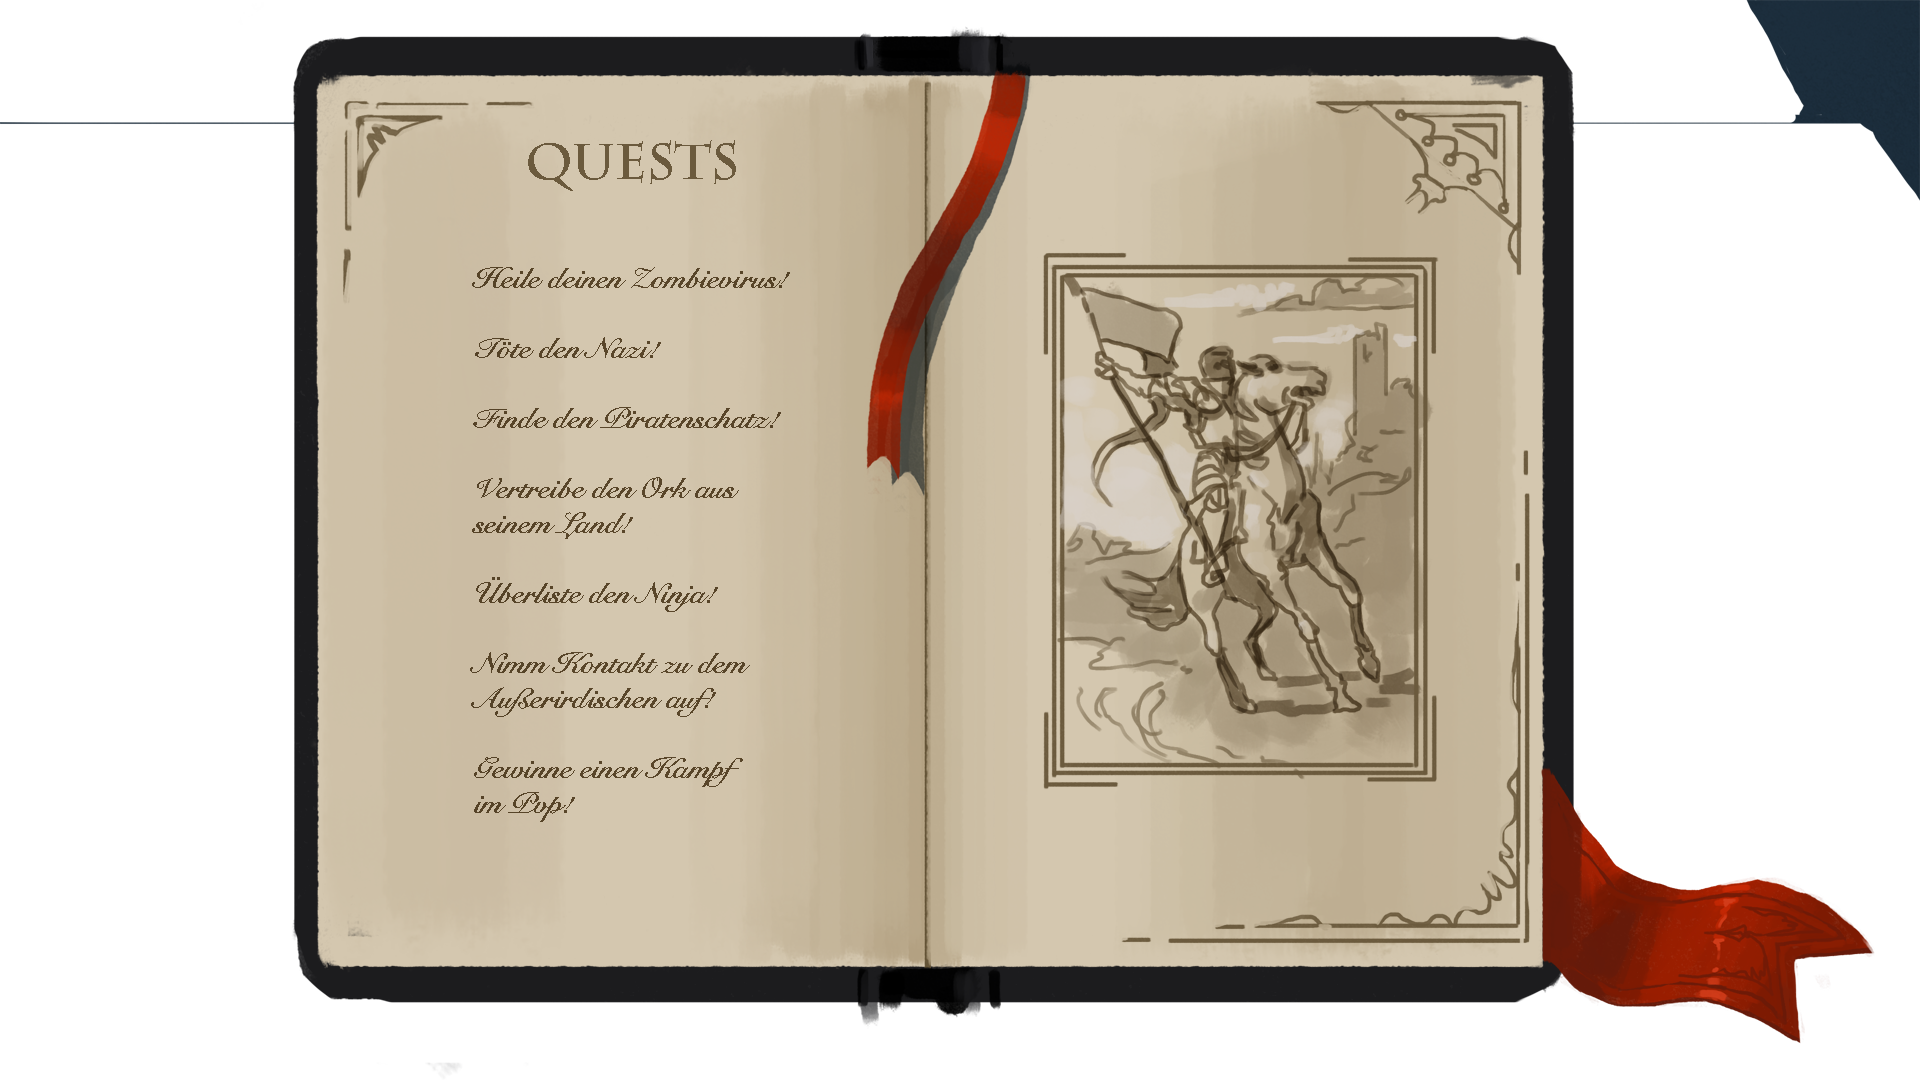 QUESTS
Heile deinen Zombievirus!
Töte den Nazi!
Finde den Piratenschatz!
Vertreibe den Ork aus
seinem Land!
Überliste den Ninja!
Nimm Kontakt zu dem
Außerirdischen auf!
Gewinne einen Kampf
im Pvp!